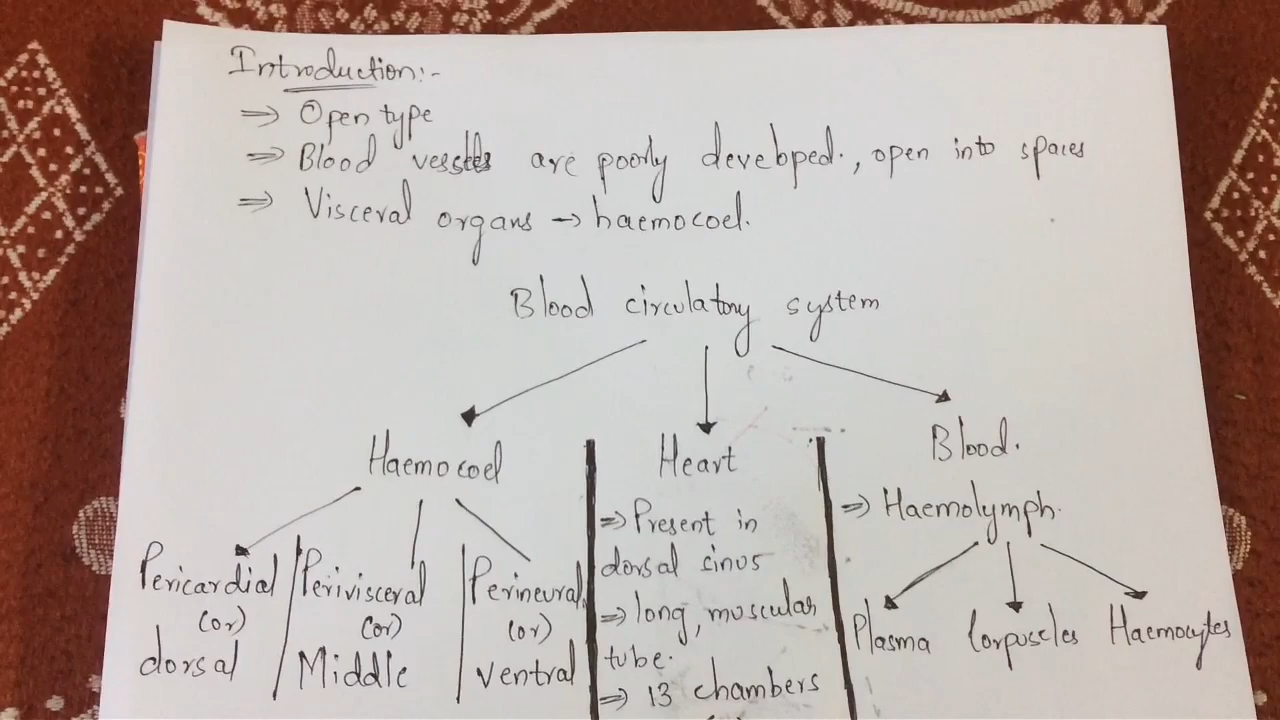 Introduction:-
⇒ Open type
⇒ Blood vessels are poorly developed., open into spaces
⇒ Visceral organs → haemocoel.
Blood circulatory system
Haemocoel
Pericardial
(or)
dorsal
Perivisceral
(or)
Middle
Perineural
(or)
ventral
Heart
⇒ Present in
dorsal sinus
⇒ long, muscular
tube.
⇒ 13 chambers
Blood.
⇒ Haemolymph.
Plasma
Corpuscles
Haemocytes